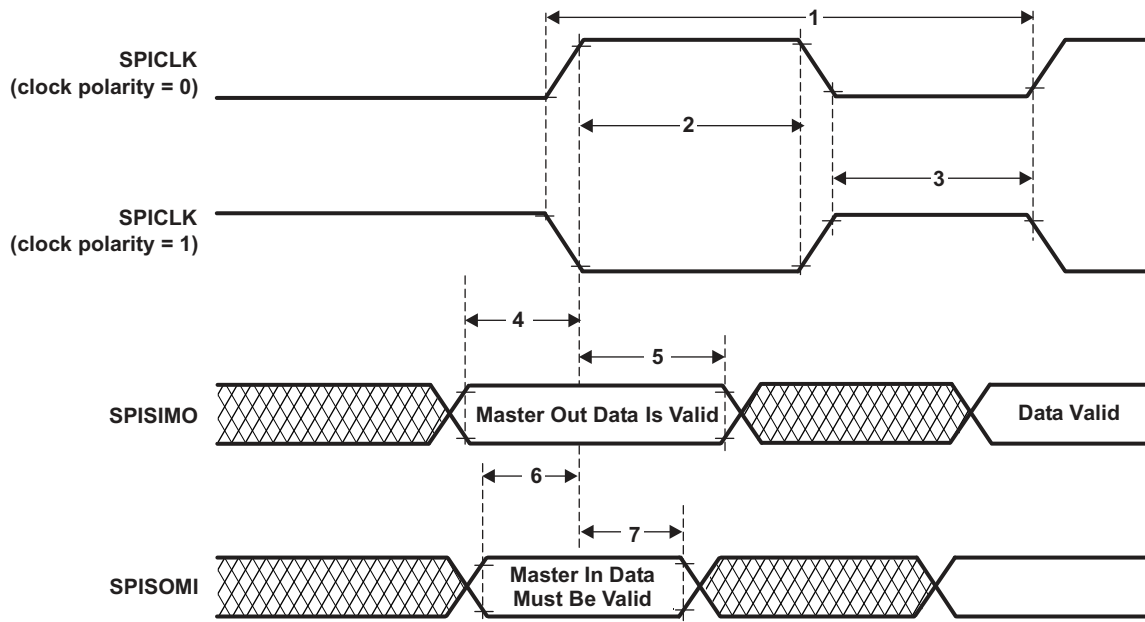 1
SPICLK
(clock polarity = 0)
2
3
SPICLK
(clock polarity = 1)
4
5
SPISIMO
Master Out Data Is Valid
Data Valid
6
7
SPISOMI
Master In Data
Must Be Valid